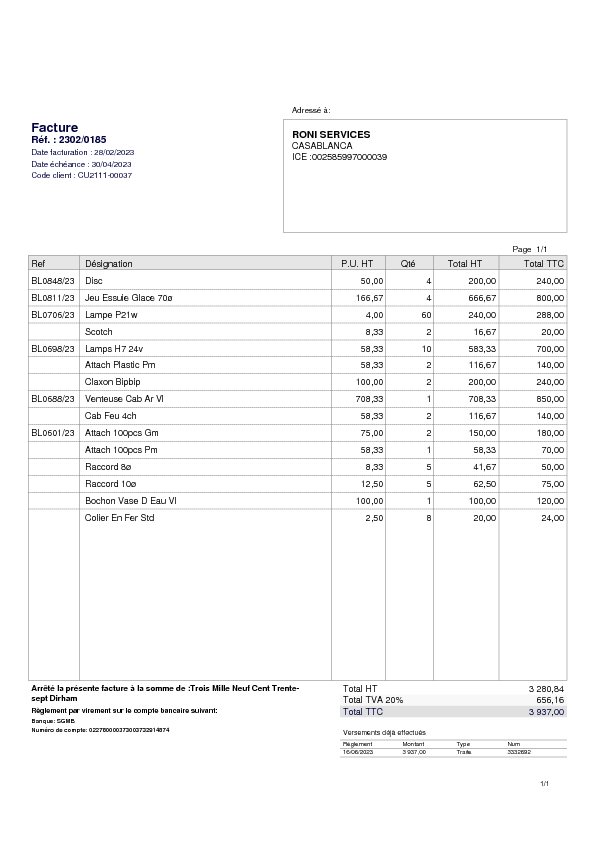 Adressé à:
Facture
Réf. : 2302/0185
Date facturation : 28/02/2023
Date échéance : 30/04/2023
Code client : CU2111-00037
RONI SERVICES
CASABLANCA
ICE :002585997000039
Page 1/1
Ref Désignation P.U. HT Qté Total HT Total TTC
BL0848/23 Disc 50,00 4 200,00 240,00
BL0811/23 Jeu Essuie Glace 70ø 166,67 4 666,67 800,00
BL0706/23 Lampe P21w 4,00 60 240,00 288,00
Scotch 8,33 2 16,67 20,00
BL0698/23 Lamps H7 24v 58,33 10 583,33 700,00
Attach Plastic Pm 58,33 2 116,67 140,00
Claxon Bipbip 100,00 2 200,00 240,00
BL0688/23 Venteuse Cab Ar Vl 708,33 1 708,33 850,00
Cab Feu 4ch 58,33 2 116,67 140,00
BL0601/23 Attach 100pcs Gm 75,00 2 150,00 180,00
Attach 100pcs Pm 58,33 1 58,33 70,00
Raccord 8ø 8,33 5 41,67 50,00
Raccord 10ø 12,50 5 62,50 75,00
Bochon Vase D Eau Vl 100,00 1 100,00 120,00
Colier En Fer Std 2,50 8 20,00 24,00
Arrêté la présente facture à la somme de :Trois Mille Neuf Cent Trente-
sept Dirham
Règlement par virement sur le compte bancaire suivant:
Banque: SGMB
Numéro de compte:
Total HT 3 280,84
Total TVA 20% 656,16
Total TTC 3 937,00
Versements déjà effectués
Règlement Montant Type Num
16/06/2023 3 937,00 Traite 3332692
1/1